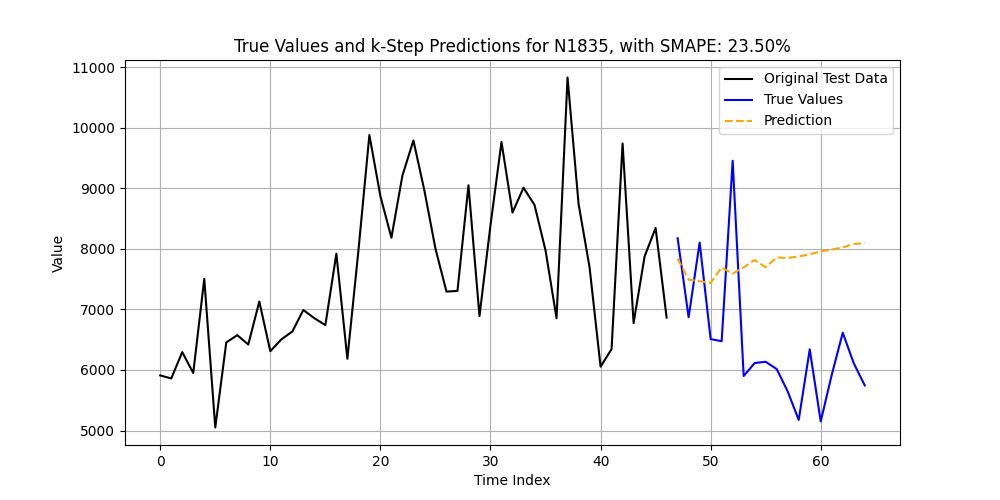 True Values and k-Step Predictions for N1835, with SMAPE: 23.50%
11000
10000
9000
8000
7000
6000
5000
Value
Original Test Data
True Values
Prediction
0 10 20 30 40 50 60
Time Index